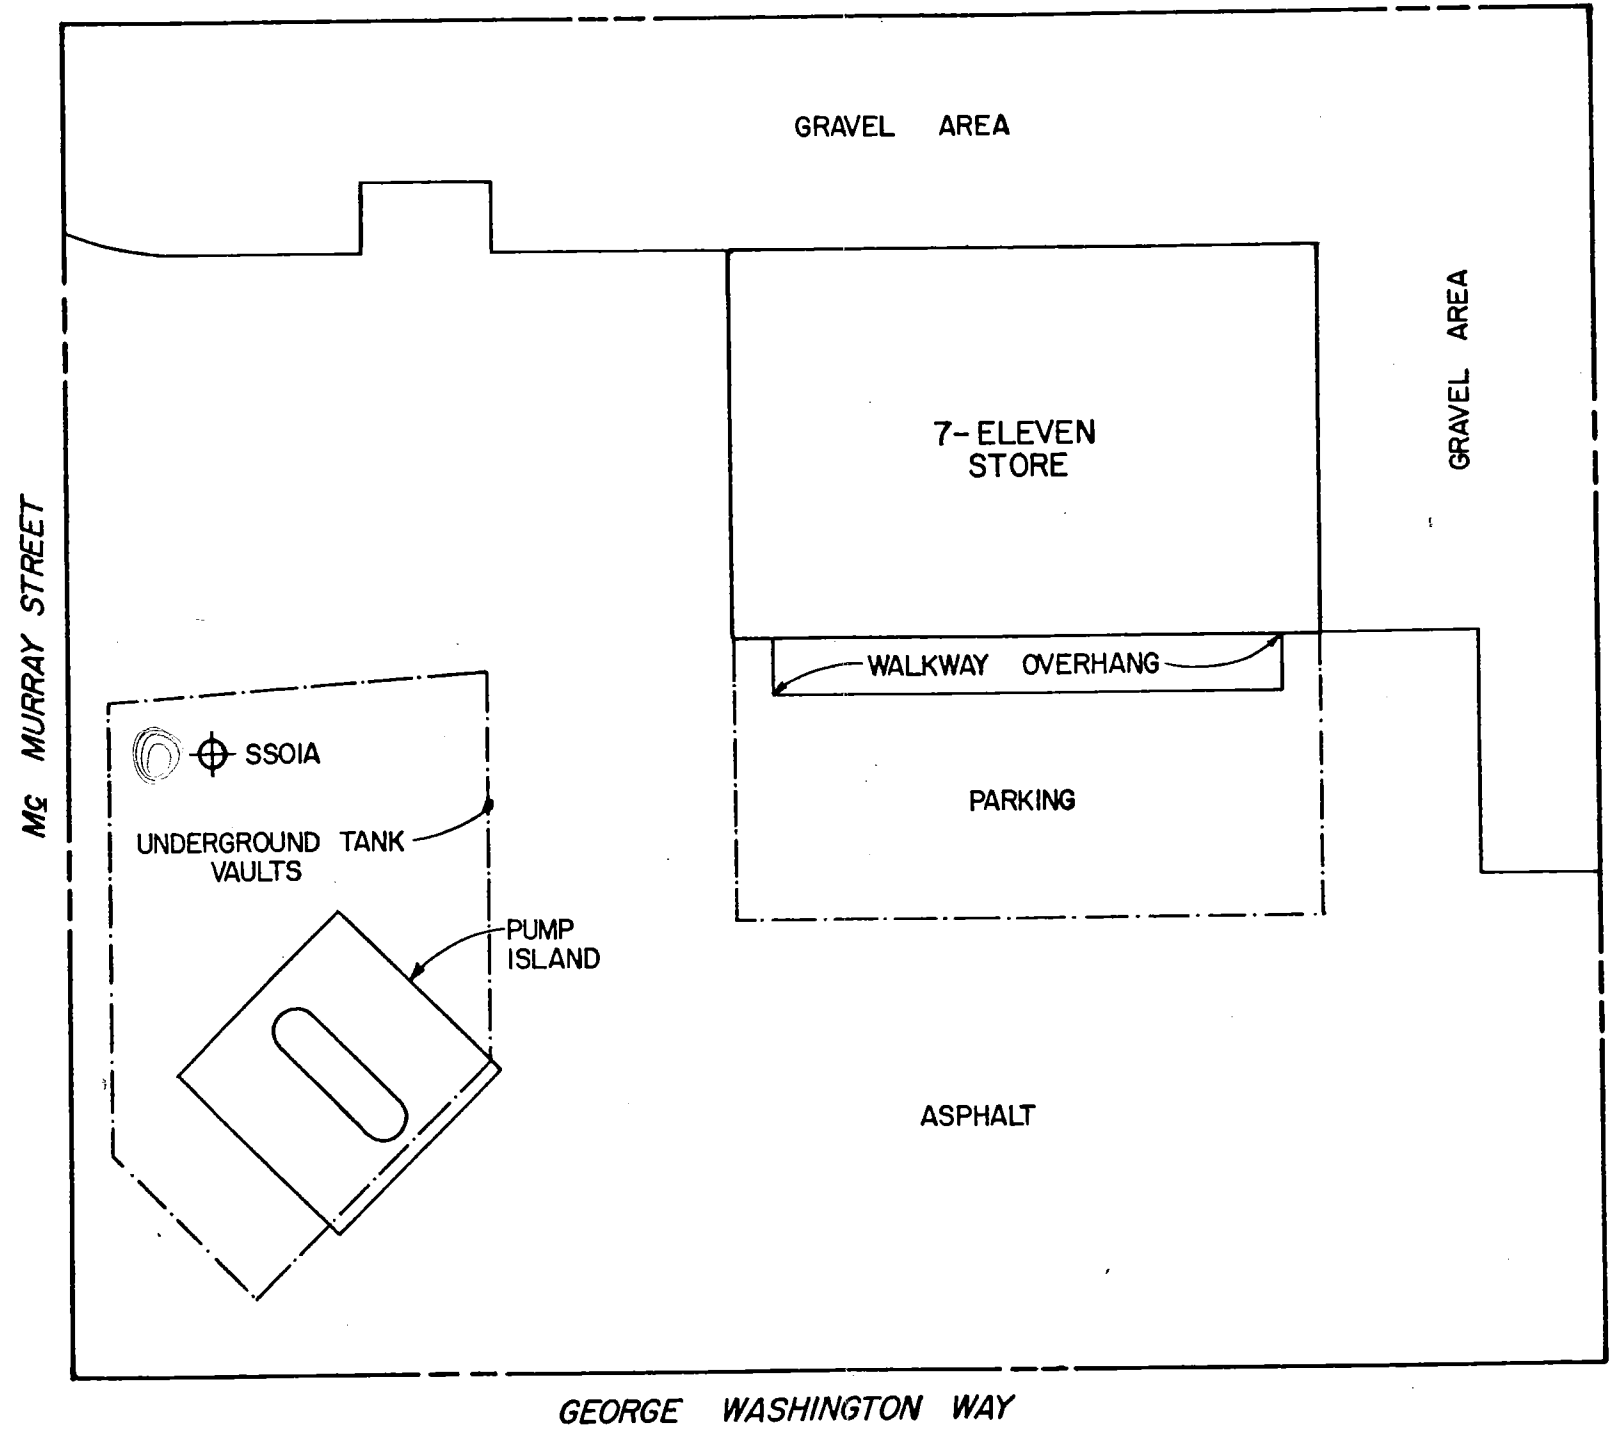 GRAVEL AREA
GRAVEL AREA
7-ELEVEN
STORE
Mc MURRAY STREET
WALKWAY OVERHANG
SSO1A
PARKING
UNDERGROUND TANK
VAULTS
PUMP
ISLAND
ASPHALT
GEORGE WASHINGTON WAY